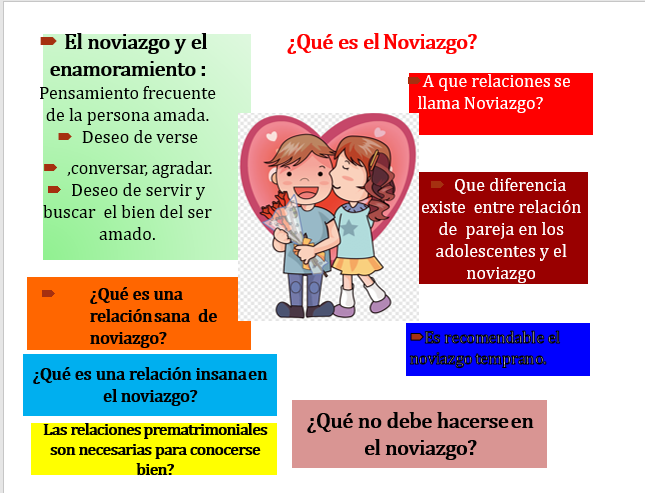 El noviazgo y el
enamoramiento :
Pensamiento frecuente
de la persona amada.
Deseo de verse
,conversar, agradar.
Deseo de servir y
buscar el bien del ser
amado.
¿Qué es el Noviazgo?
A que relaciones se
llama Noviazgo?
Que diferencia
existe entre relación
de pareja en los
adolescentes y el
noviazgo
¿Qué es una
relación sana de
noviazgo?
Es recomendable el
noviazgo temprano.
¿Qué es una relación insana en
el noviazgo?
¿Qué no debe hacerse en
el noviazgo?
Las relaciones prematrimoniales
son necesarias para conocerse
bien?